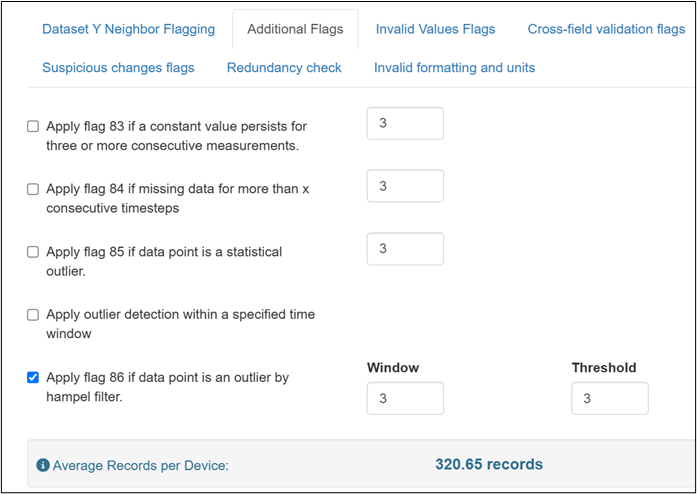 Dataset Y Neighbor Flagging Additional Flags Invalid Values Flags Cross-field validation flags
Suspicious changes flags Redundancy check Invalid formatting and units
Apply flag 83 if a constant value persists for 3
three or more consecutive measurements.
Apply flag 84 if missing data for more than x 3
consecutive timesteps
Apply flag 85 if data point is a statistical 3
outlier.
Apply outlier detection within a specified time
window
Window Threshold
Apply flag 86 if data point is an outlier by
hampel filter. 3 3
Average Records per Device: 320.65 records